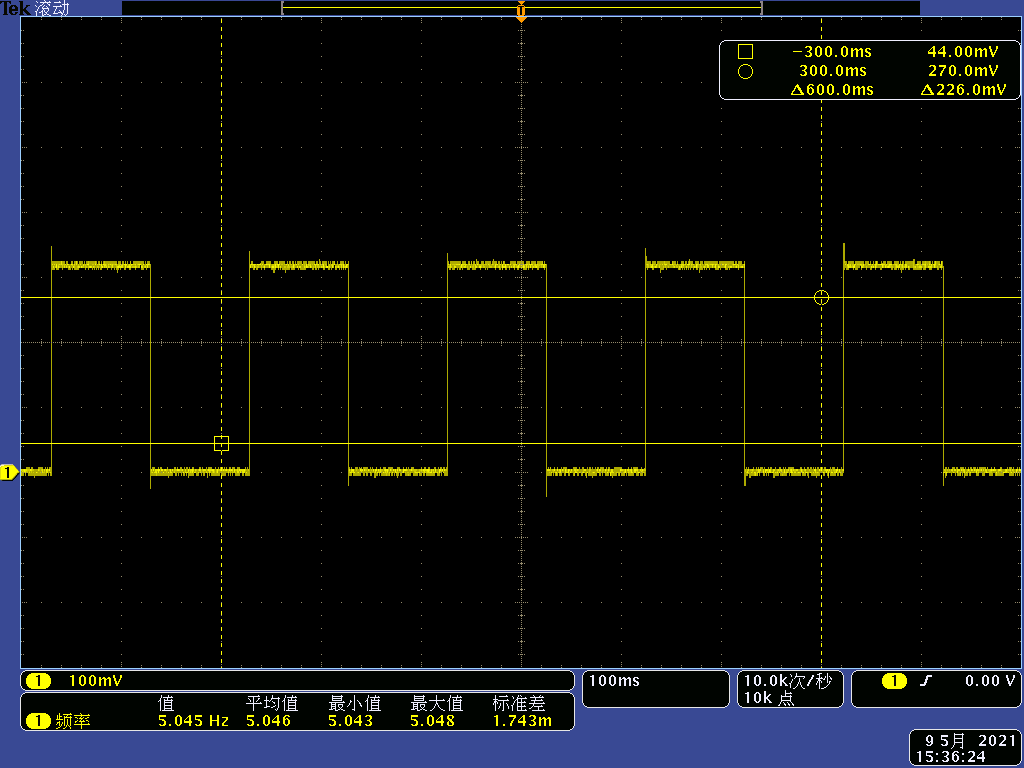 Tek 滚动
T
−300.0ms 44.00mV
300.0ms 270.0mV
Δ600.0ms Δ226.0mV
1
1 100mV
100ms
10.0k次/秒
10k 点
1 0.00 V
值 平均值 最小值 最大值 标准差
1 频率 5.045 Hz 5.046 5.043 5.048 1.743m
9 5月 2021
15:36:24